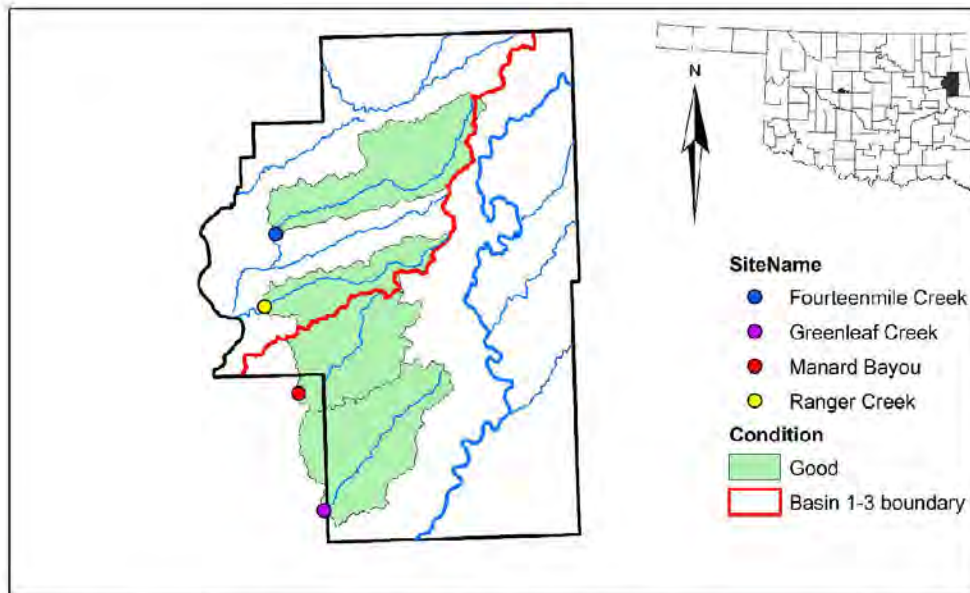 N
SiteName
Fourteenmile Creek
Greenleaf Creek
Manard Bayou
Ranger Creek
Condition
Good
Basin 1-3 boundary